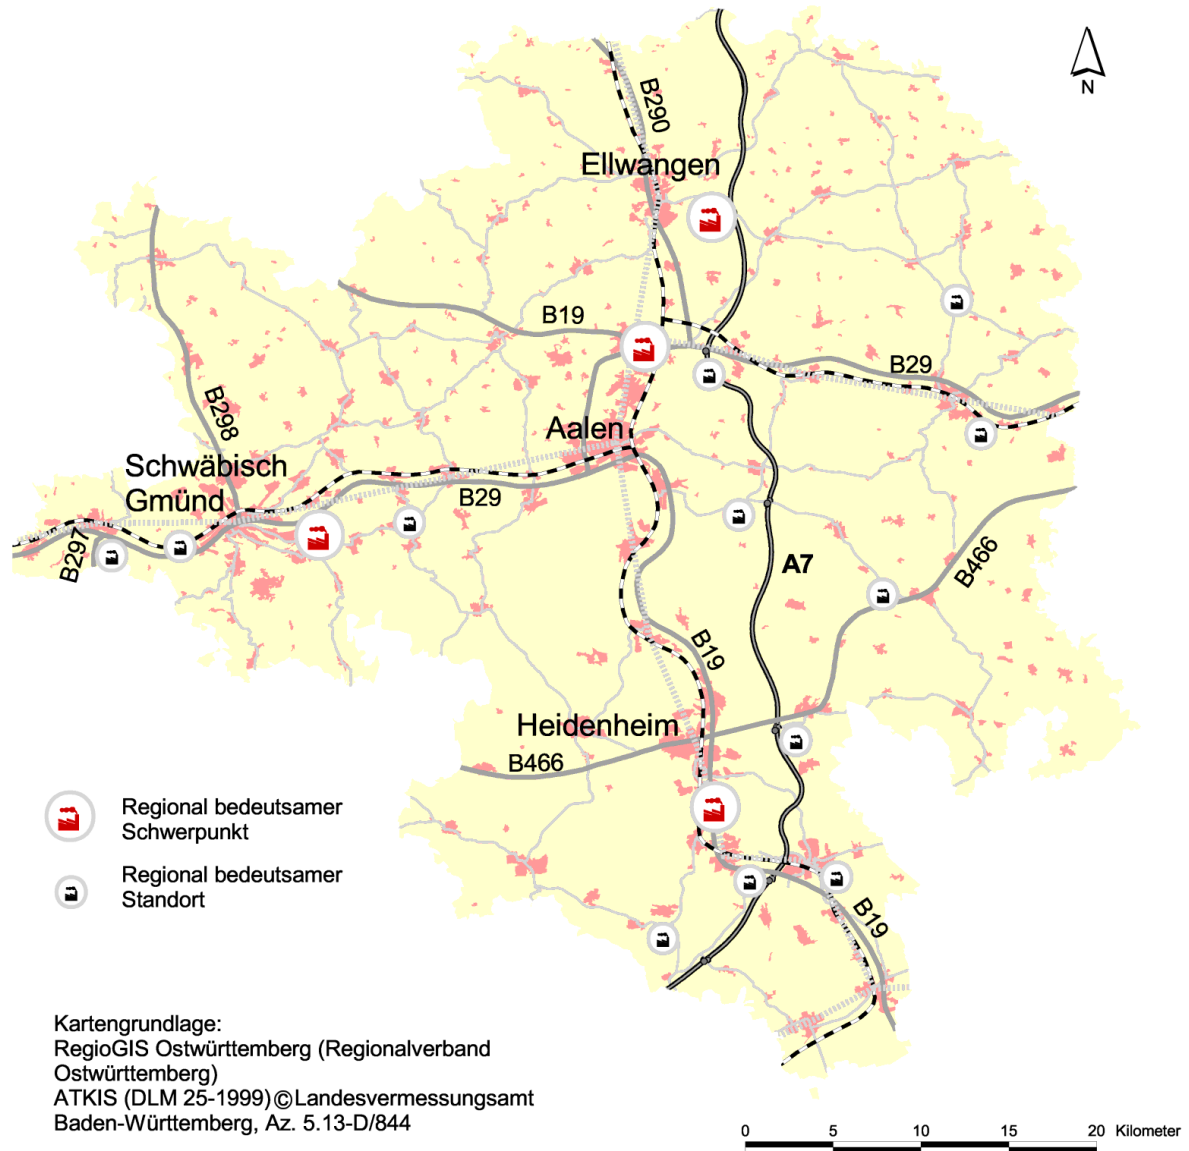 N
B290
Ellwangen
B19
B29
B298
Aalen
Schwäbisch
Gmünd
B29
B297
A7
B466
B19
Heidenheim
B466
Regional bedeutsamer
Schwerpunkt
Regional bedeutsamer
Standort
B19
Kartengrundlage:
RegioGIS Ostwürttemberg (Regionalverband
Ostwürttemberg)
ATKIS (DLM 25-1999)©Landesvermessungsamt
Baden-Württemberg, Az. 5.13-D/844
0 5 10 15 20 Kilometer